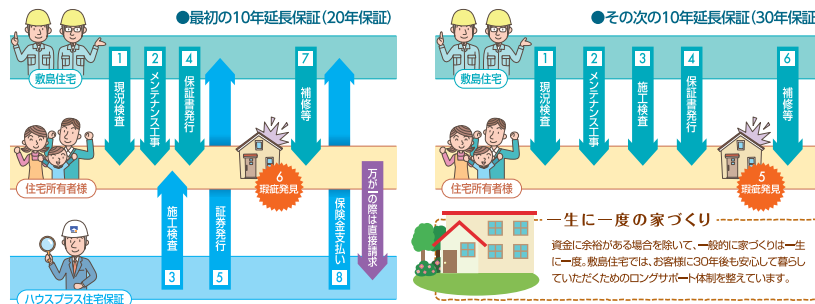 ●最初の10年延長保証(20年保証)
敷島住宅
1 現況検査
2 メンテナンス工事
4 保証書発行
7 補修等
住宅所有者様
6
瑕疵発見
万が一の際は直接請求
施工検査 3
証券発行 5
保険金支払い 8
ハウスプラス住宅保証
●その次の10年延長保証(30年保証
敷島住宅
1 現況検査
2 メンテナンス工事
3 施工検査
4 保証書発行
6 補修等
住宅所有者様
5
瑕疵発見
一生に一度の家づくり
資金に余裕がある場合を除いて、一般的に家づくりは一生
に一度。敷島住宅では、お客様に30年後も安心して暮らし
ていただくためのロングサポート体制を整えています。